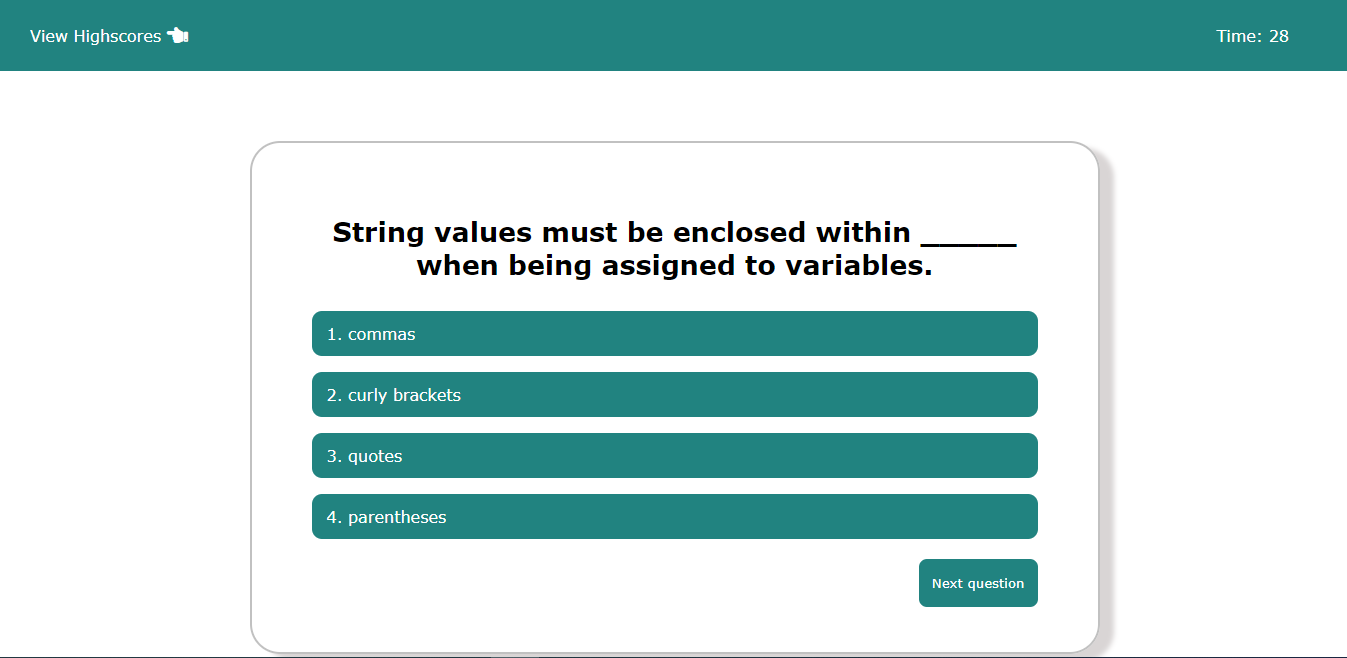 View Highscores
Time: 28
String values must be enclosed within ______
when being assigned to variables.
1. commas
2. curly brackets
3. quotes
4. parentheses
Next question